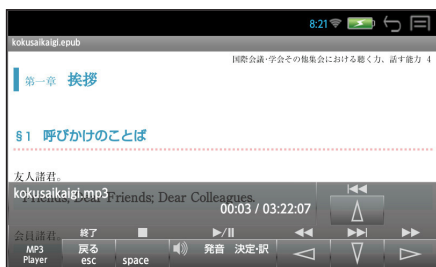 8:21
kokusaikaigi.epub
国際会議・学会その他集会における聴く力、話す能力 4
第一章 挨拶
§1 呼びかけのことば
友人諸君。
Friends; Dear Friends; Dear Colleagues.
kokusaikaigi.mp3
00:03 / 03:22:07
会員諸君。
終了
MP3 Player
戻る esc
space
発音 決定・訳